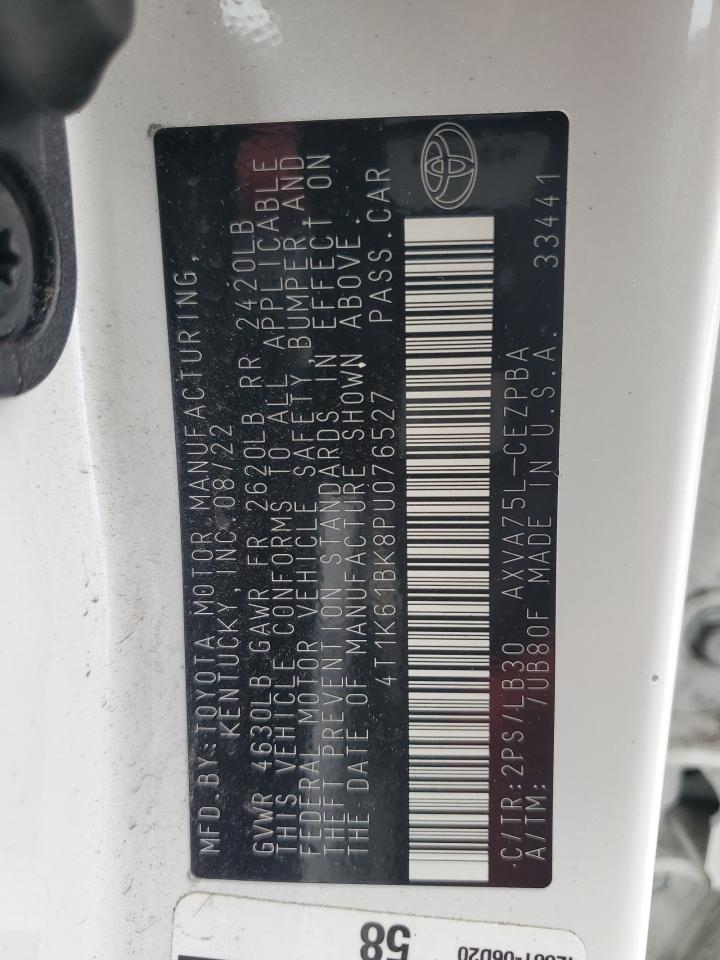 MFD.BY:TOYOTA MOTOR MANUFACTURING,
KENTUCKY, INC. 08/22
GVWR 4630LB GAWR FR 2620LB RR 2420LB
THIS VEHICLE CONFORMS TO ALL APPLICABLE
FEDERAL MOTOR VEHICLE SAFETY, BUMPER, AND
THEFT PREVENTION STANDARDS IN EFFECT ON
THE DATE OF MANUFACTURE SHOWN ABOVE.
4T1K61BK8PU076527 PASS.CAR
C/TR:2PS/LB30 AXVA75L-CEZPBA
A/TM: /UB80F MADE IN U.S.A. 33441
58